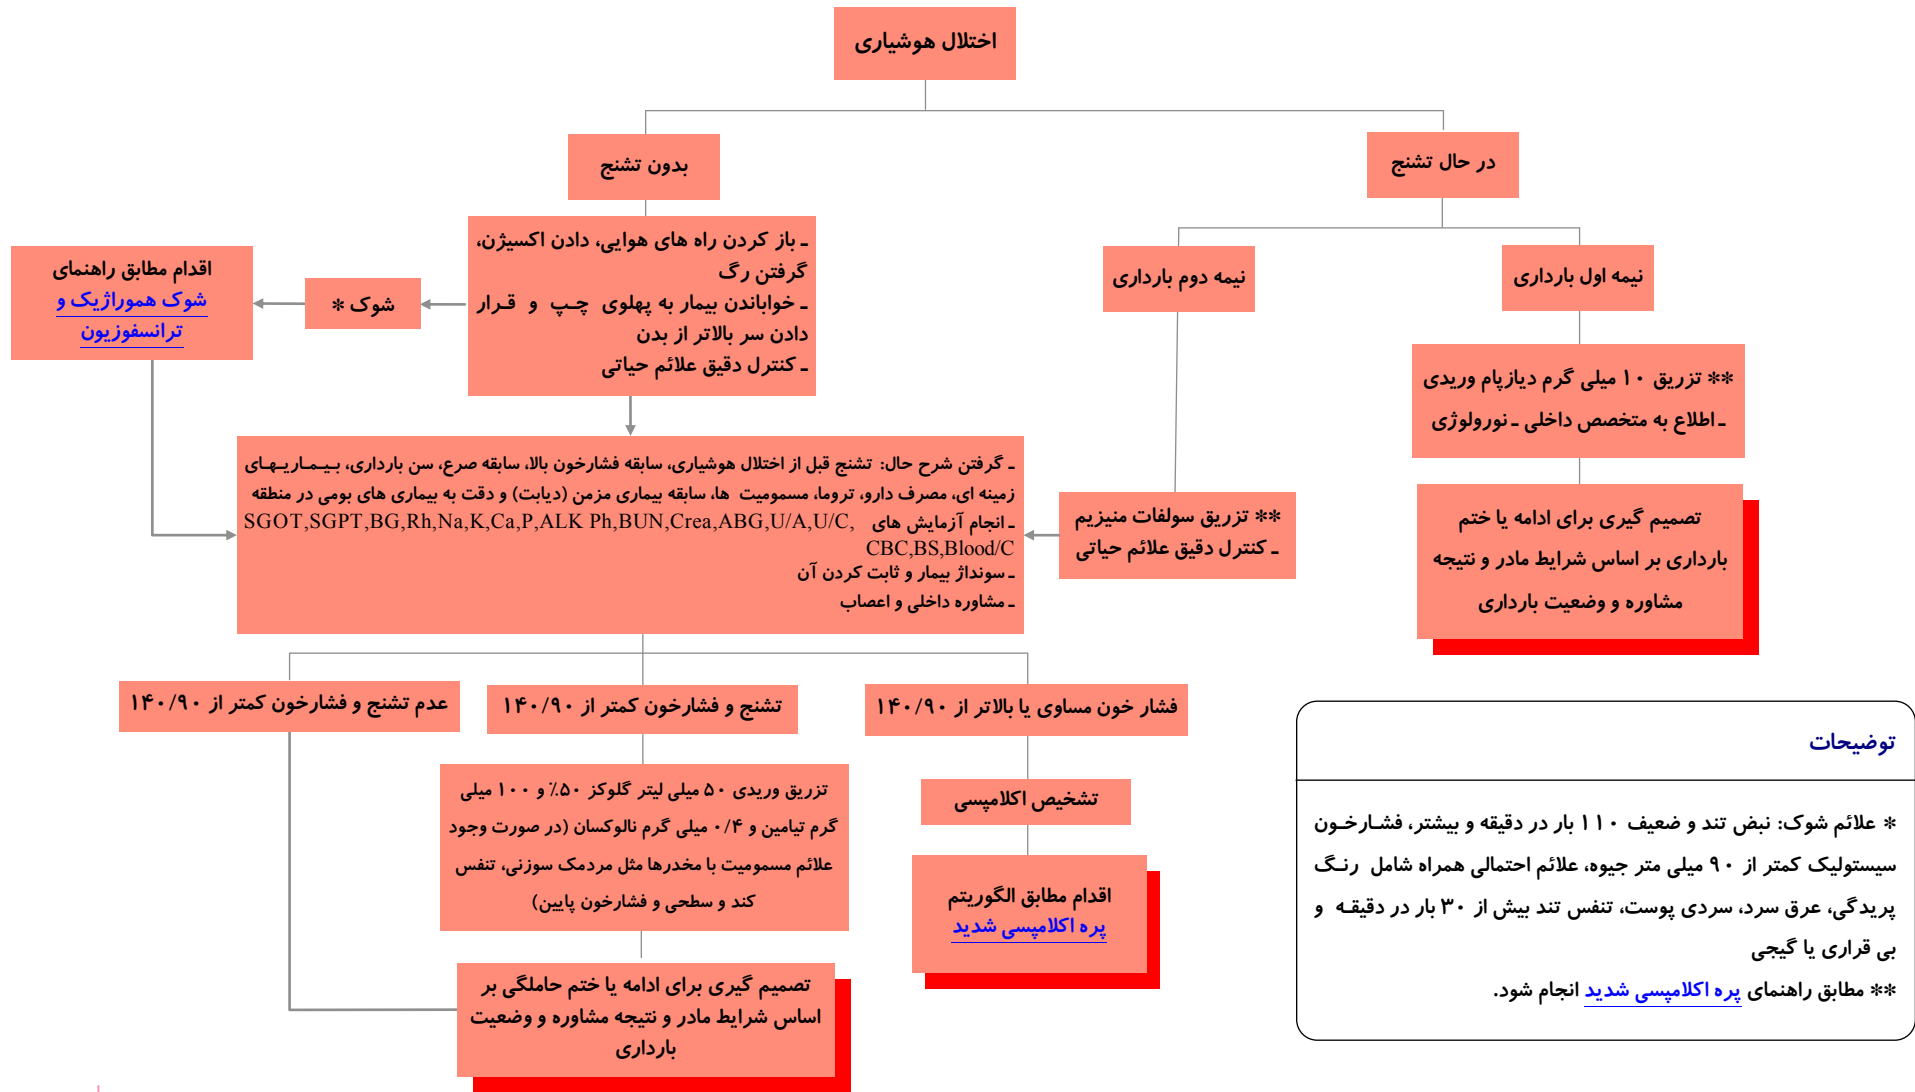 اختلال هوشیاری
در حال تشنج
بدون تشنج
نیمه اول بارداری
نیمه دوم بارداری
ـ باز کردن راه های هوایی، دادن اکسیژن،
گرفتن رگ
ـ خواباندن بیمار به پهلوی چپ و قرار
دادن سر بالاتر از بدن
ـ کنترل دقیق علائم حیاتی
شوک *
اقدام مطابق راهنمای
شوک هموراژیک و
ترانسفوزیون
** تزریق ۱۰ میلی گرم دیازپام وریدی
ـ اطلاع به متخصص داخلی ـ نورولوژی
تصمیم گیری برای ادامه یا ختم
بارداری بر اساس شرایط مادر و نتیجه
مشاوره و وضعیت بارداری
** تزریق سولفات منیزیم
ـ کنترل دقیق علائم حیاتی
ـ گرفتن شرح حال: تشنج قبل از اختلال هوشیاری، سابقه فشارخون بالا، سابقه صرع، سن بارداری، بیماریهای
زمینه ای، مصرف دارو، تروما، مسمومیت ها، سابقه بیماری مزمن (دیابت) و دقت به بیماری های بومی در منطقه
ـ انجام آزمایش های SGOT,SGPT,BG,Rh,Na,K,Ca,P,ALK Ph,BUN,Crea,ABG,U/A,U/C,
CBC,BS,Blood/C
ـ سونداژ بیمار و ثابت کردن آن
ـ مشاوره داخلی و اعصاب
فشار خون مساوی یا بالاتر از ۱۴۰/۹۰
تشنج و فشارخون کمتر از ۱۴۰/۹۰
عدم تشنج و فشارخون کمتر از ۱۴۰/۹۰
تشخیص اکلامپسی
اقدام مطابق الگوریتم
پره اکلامپسی شدید
تزریق وریدی ۵۰ میلی لیتر گلوکز ۵۰٪ و ۱۰۰ میلی
گرم تیامین و ۰/۴ میلی گرم نالوکسان (در صورت وجود
علائم مسمومیت با مخدرها مثل مردمک سوزنی، تنفس
کند و سطحی و فشارخون پایین)
تصمیم گیری برای ادامه یا ختم حاملگی بر
اساس شرایط مادر و نتیجه مشاوره و وضعیت
بارداری
توضیحات
* علائم شوک: نبض تند و ضعیف ۱۱۰ بار در دقیقه و بیشتر، فشارخون
سیستولیک کمتر از ۹۰ میلی متر جیوه، علائم احتمالی همراه شامل رنگ
پریدگی، عرق سرد، سردی پوست، تنفس تند بیش از ۳۰ بار در دقیقه و
بی قراری یا گیجی
** مطابق راهنمای پره اکلامپسی شدید انجام شود.